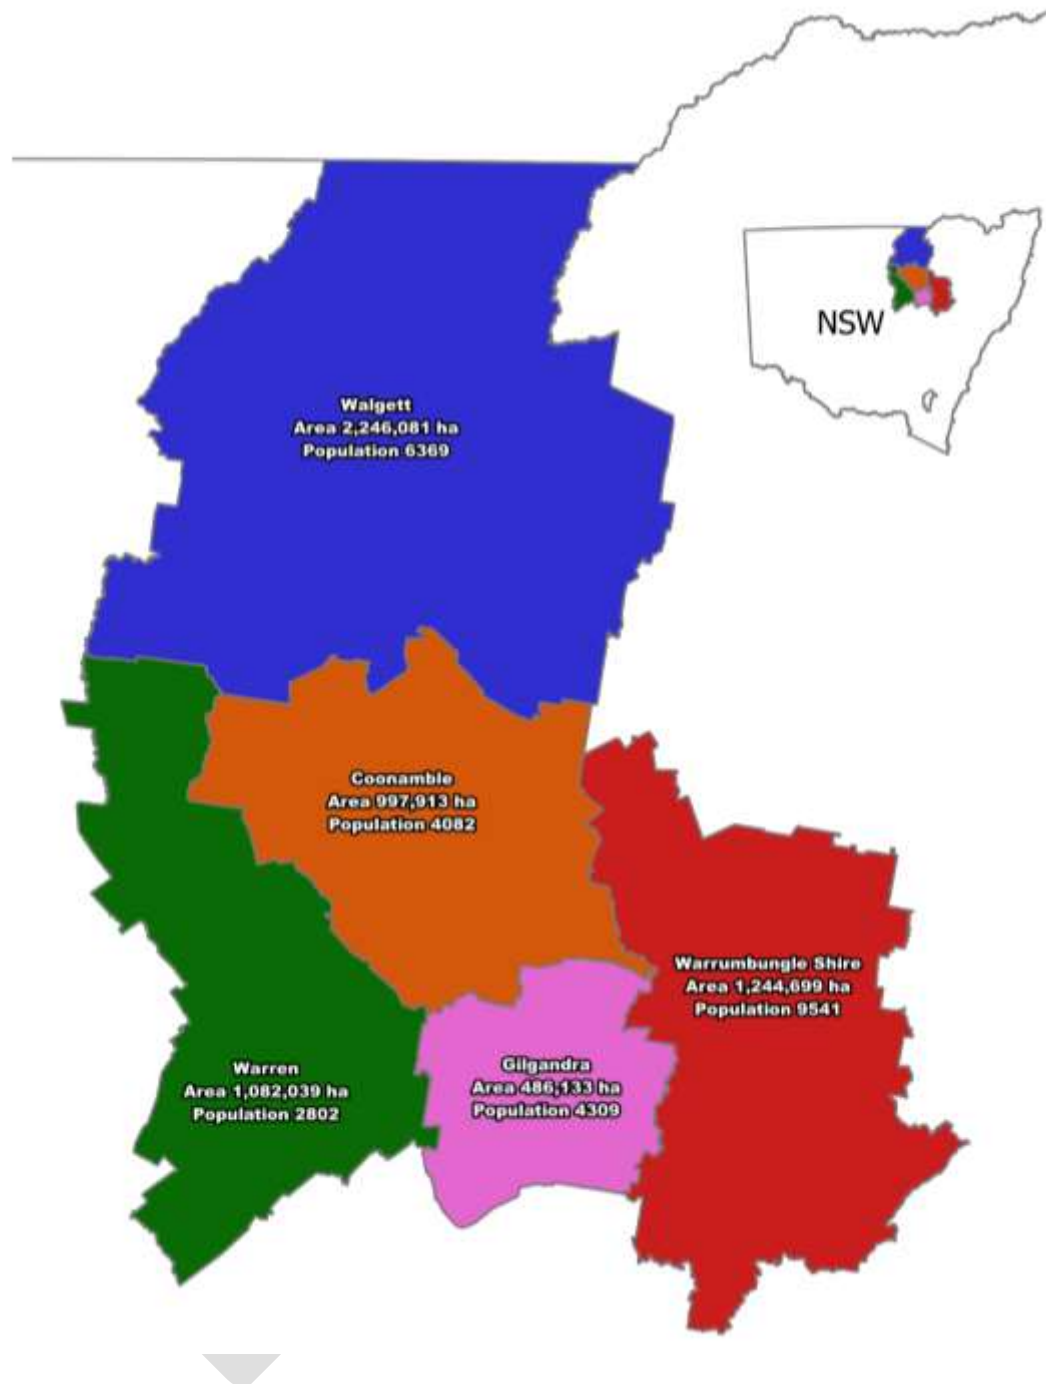 NSW
Walgett
Area 2,246,081 ha
Population 6369
Coonamble
Area 997,913 ha
Population 4082
Warrumbungle Shire
Area 1,244,699 ha
Population 9541
Warren
Area 1,082,039 ha
Population 2802
Gilgandra
Area 486,133 ha
Population 4309